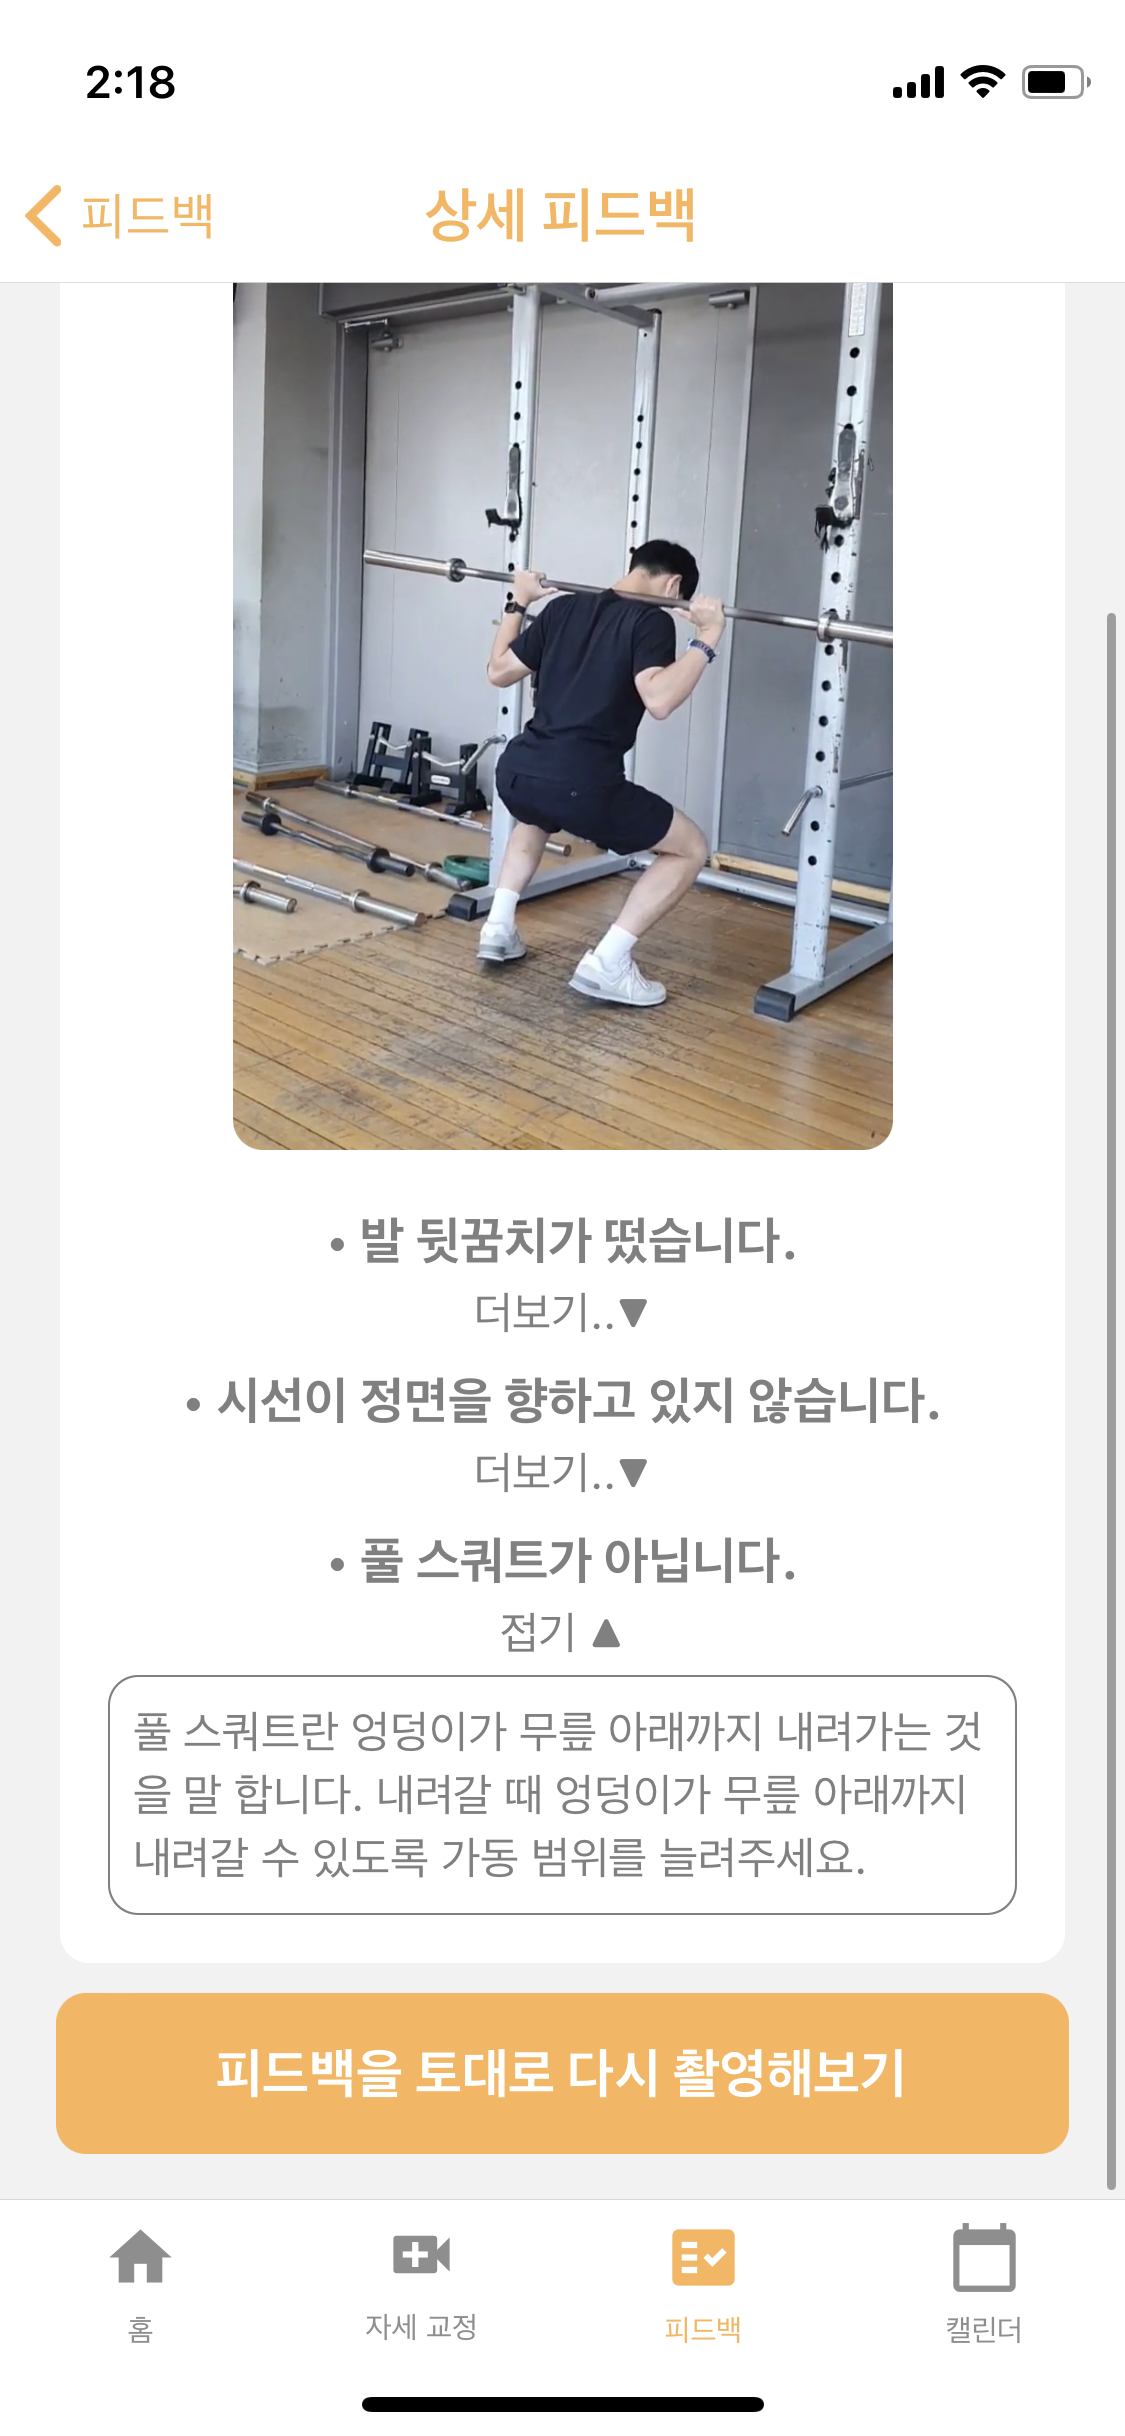 2:18
피드백
상세 피드백
• 발 뒷꿈치가 떴습니다.
더보기..▼
• 시선이 정면을 향하고 있지 않습니다.
더보기..▼
• 풀 스쿼트가 아닙니다.
접기 ▲
풀 스쿼트란 엉덩이가 무릎 아래까지 내려가는 것
을 말 합니다. 내려갈 때 엉덩이가 무릎 아래까지
내려갈 수 있도록 가동 범위를 늘려주세요.
피드백을 토대로 다시 촬영해보기
홈
자세 교정
피드백
캘린더